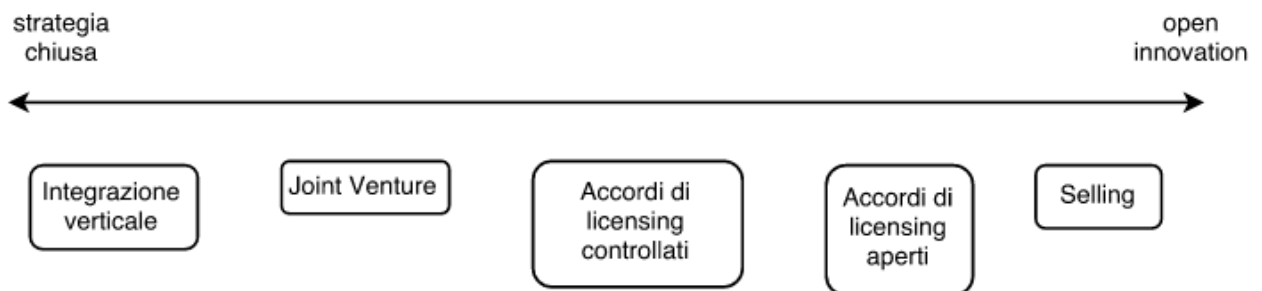 strategia
chiusa
open
innovation
Integrazione
verticale
Joint Venture
Accordi di
licensing
controllati
Accordi di
licensing
aperti
Selling